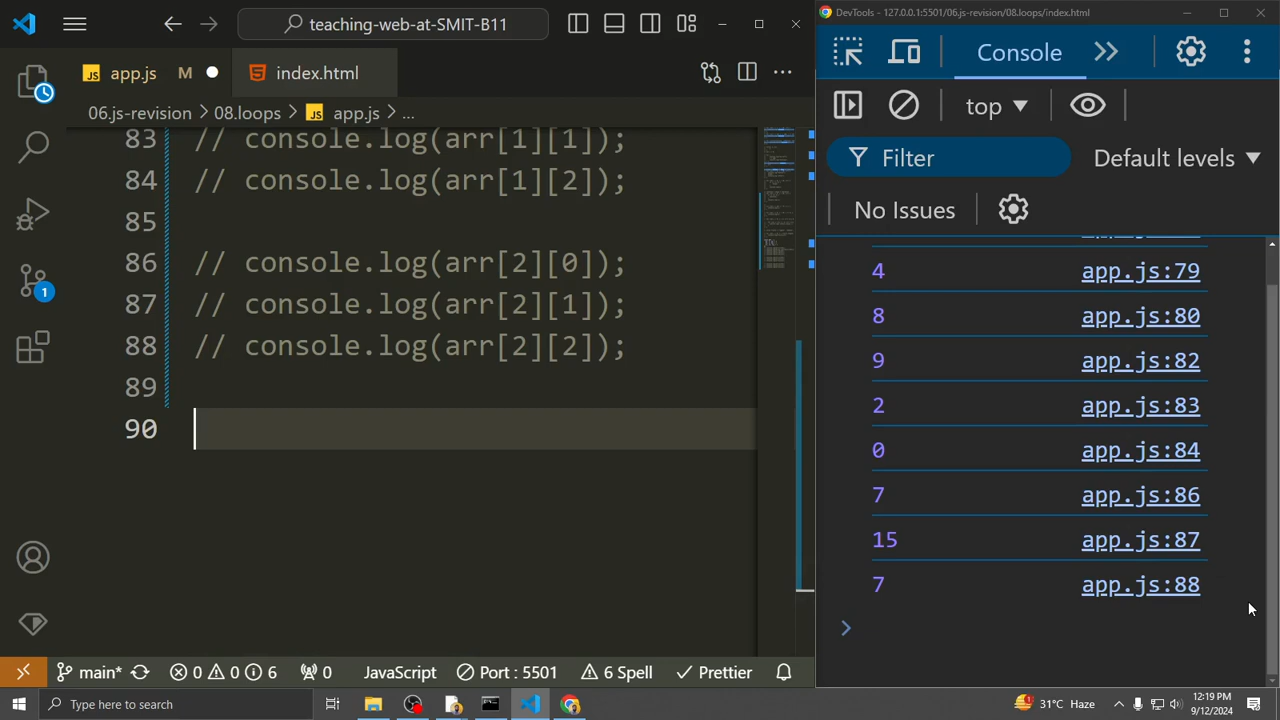 teaching-web-at-SMIT-B11
DevTools - 127.0.0.1:5501/06.js-revision/08.loops/index.html
JS app.js M
index.html
Console
06.js-revision > 08.loops > JS app.js > ...
top
Filter
Default levels
No Issues
83 // console.log(arr[1][1]);
84 // console.log(arr[1][2]);
85
86 // console.log(arr[2][0]);
87 // console.log(arr[2][1]);
88 // console.log(arr[2][2]);
89
90
4 app.js:79
8 app.js:80
9 app.js:82
2 app.js:83
0 app.js:84
7 app.js:86
15 app.js:87
7 app.js:88
1
main* 0 0 6 0 JavaScript Port : 5501 6 Spell Prettier
Type here to search
31°C Haze
12:19 PM
9/12/2024